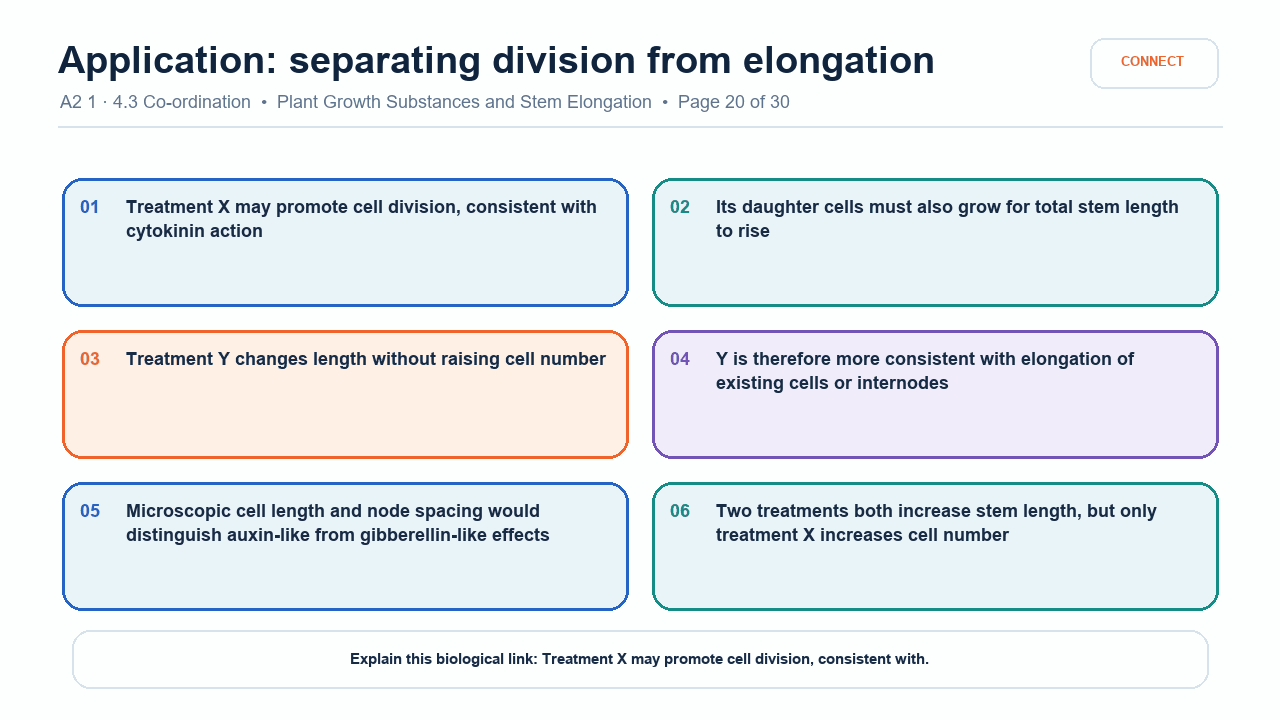 Application: separating division from elongation
CONNECT
A2 1 · 4.3 Co-ordination • Plant Growth Substances and Stem Elongation • Page 20 of 30
01 Treatment X may promote cell division, consistent with
cytokinin action
02 Its daughter cells must also grow for total stem length
to rise
03 Treatment Y changes length without raising cell number
04 Y is therefore more consistent with elongation of
existing cells or internodes
05 Microscopic cell length and node spacing would
distinguish auxin-like from gibberellin-like effects
06 Two treatments both increase stem length, but only
treatment X increases cell number
Explain this biological link: Treatment X may promote cell division, consistent with.